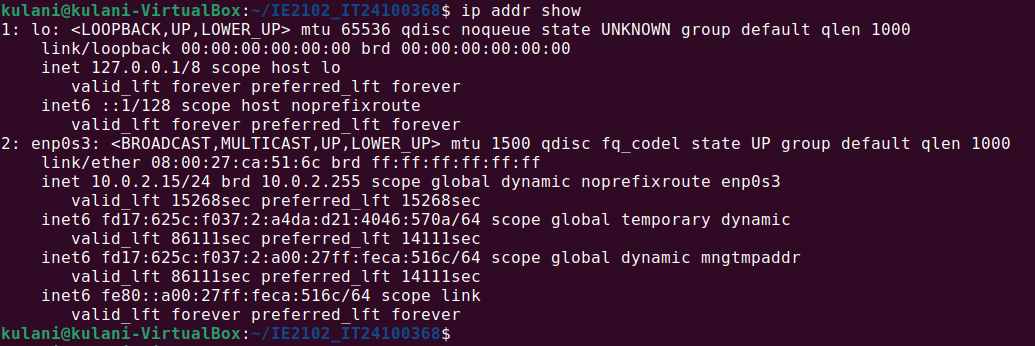 kulani@kulani-VirtualBox:~/IE2102_IT24100368$ ip addr show
1: lo: <LOOPBACK,UP,LOWER_UP> mtu 65536 qdisc noqueue state UNKNOWN group default qlen 1000
    link/loopback 00:00:00:00:00:00 brd 00:00:00:00:00:00
    inet 127.0.0.1/8 scope host lo
       valid_lft forever preferred_lft forever
    inet6 ::1/128 scope host noprefixroute
       valid_lft forever preferred_lft forever
2: enp0s3: <BROADCAST,MULTICAST,UP,LOWER_UP> mtu 1500 qdisc fq_codel state UP group default qlen 1000
    link/ether 08:00:27:ca:51:6c brd ff:ff:ff:ff:ff:ff
    inet 10.0.2.15/24 brd 10.0.2.255 scope global dynamic noprefixroute enp0s3
       valid_lft 15268sec preferred_lft 15268sec
    inet6 fd17:625c:f037:2:a4da:d21:4046:570a/64 scope global temporary dynamic
       valid_lft 86111sec preferred_lft 14111sec
    inet6 fd17:625c:f037:2:a00:27ff:feca:516c/64 scope global dynamic mngtmpaddr
       valid_lft 86111sec preferred_lft 14111sec
    inet6 fe80::a00:27ff:feca:516c/64 scope link
       valid_lft forever preferred_lft forever
kulani@kulani-VirtualBox:~/IE2102_IT24100368$